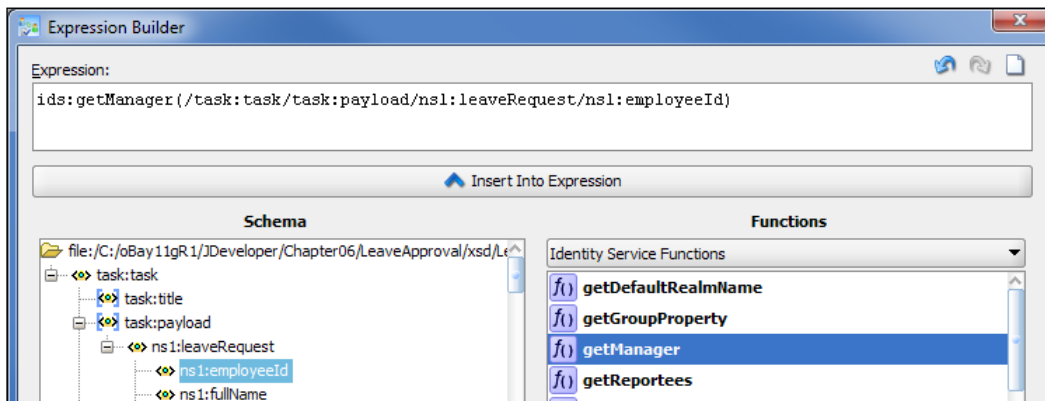 Expression Builder
Expression:
ids:getManager(/task:task/task:payload/ns1:leaveRequest/ns1:employeeId)
Insert Into Expression
Schema
file:/C:/oBay11gR1/JDeveloper/Chapter06/LeaveApproval/xsd/Le
task:task
task:title
task:payload
ns1:leaveRequest
ns1:employeeId
ns1:fullName
Functions
Identity Service Functions
f() getDefaultRealmName
f() getGroupProperty
f() getManager
f() getReportees